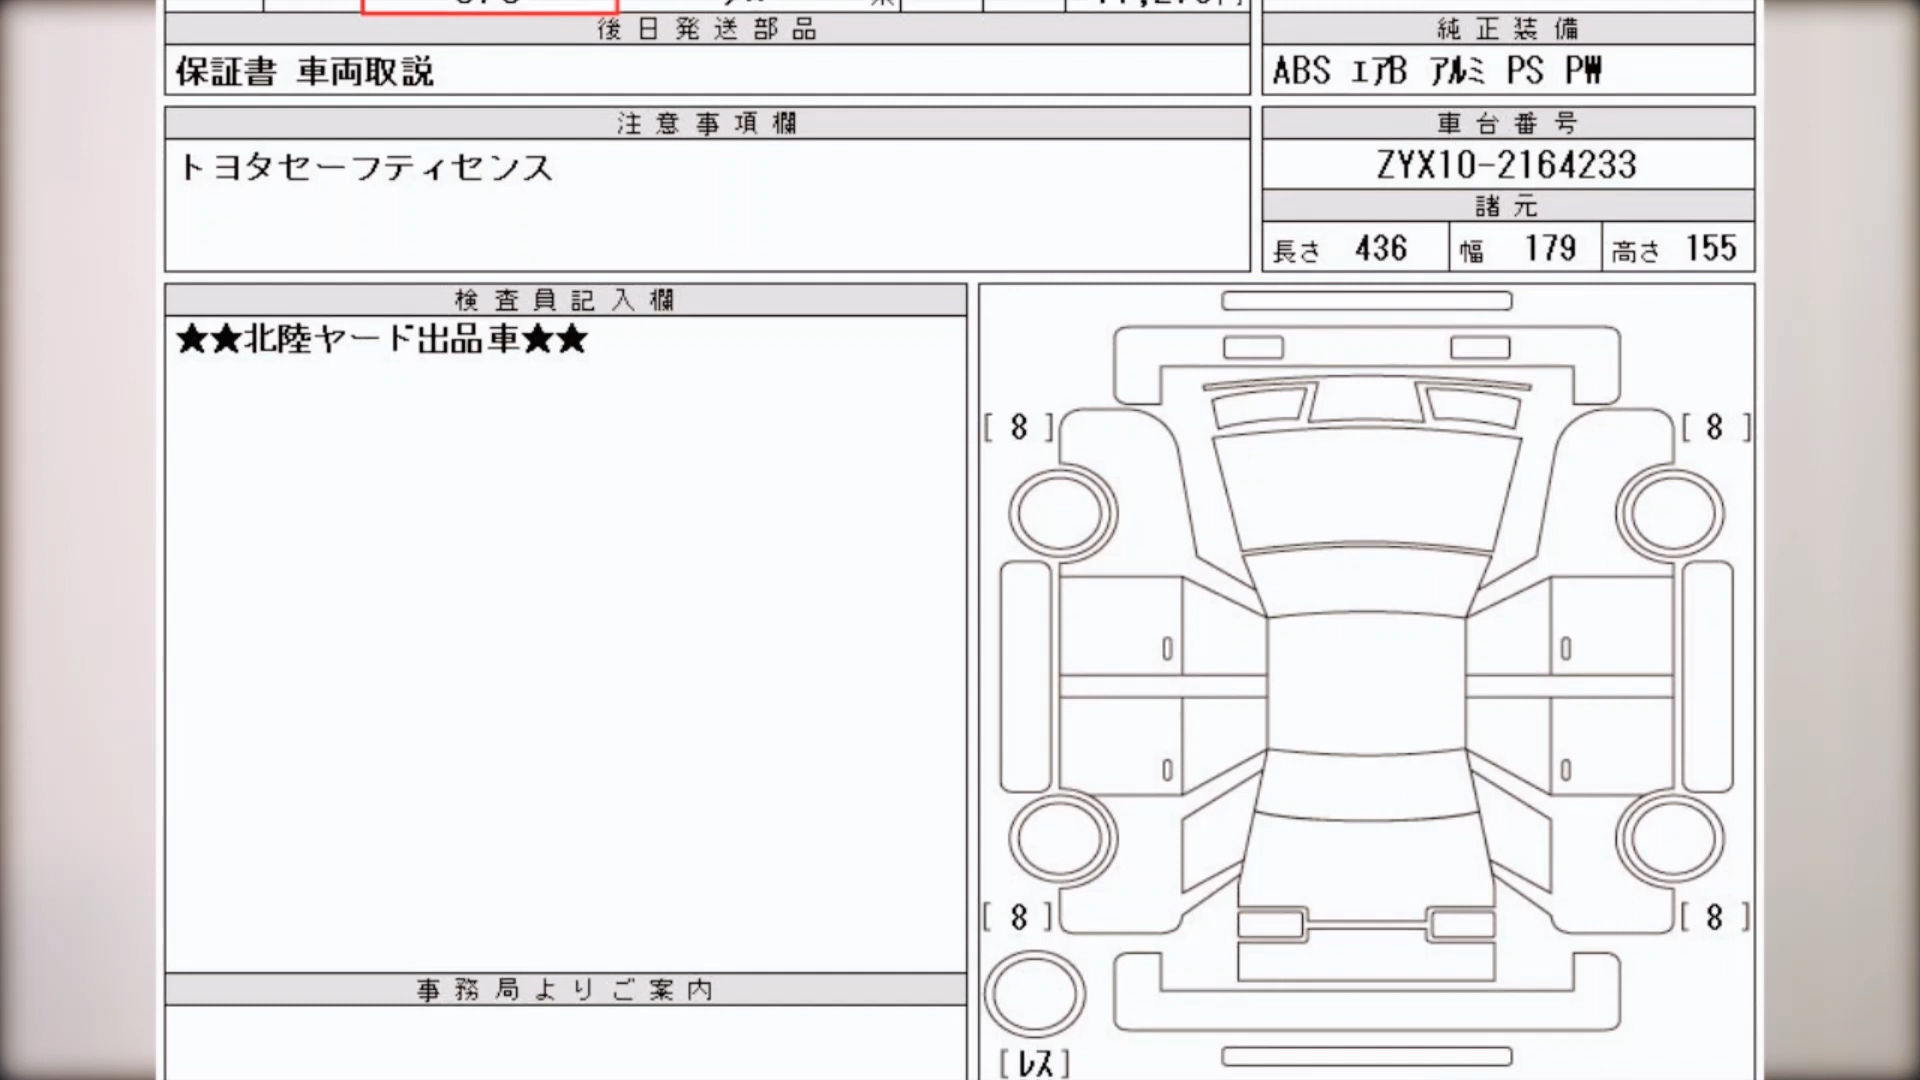 後日発送部品
純正装備
保証書 車両取説
ABS ｴｱB ｱﾙﾐ PS PW
注意事項欄
車台番号
トヨタセーフティセンス
ZYX10-2164233
諸元
長さ 436 幅 179 高さ 155
検査員記入欄
★★北陸ヤード出品車★★
[ 8 ]
[ 8 ]
[ 8 ]
[ 8 ]
事務局よりご案内
[ ﾚｽ ]